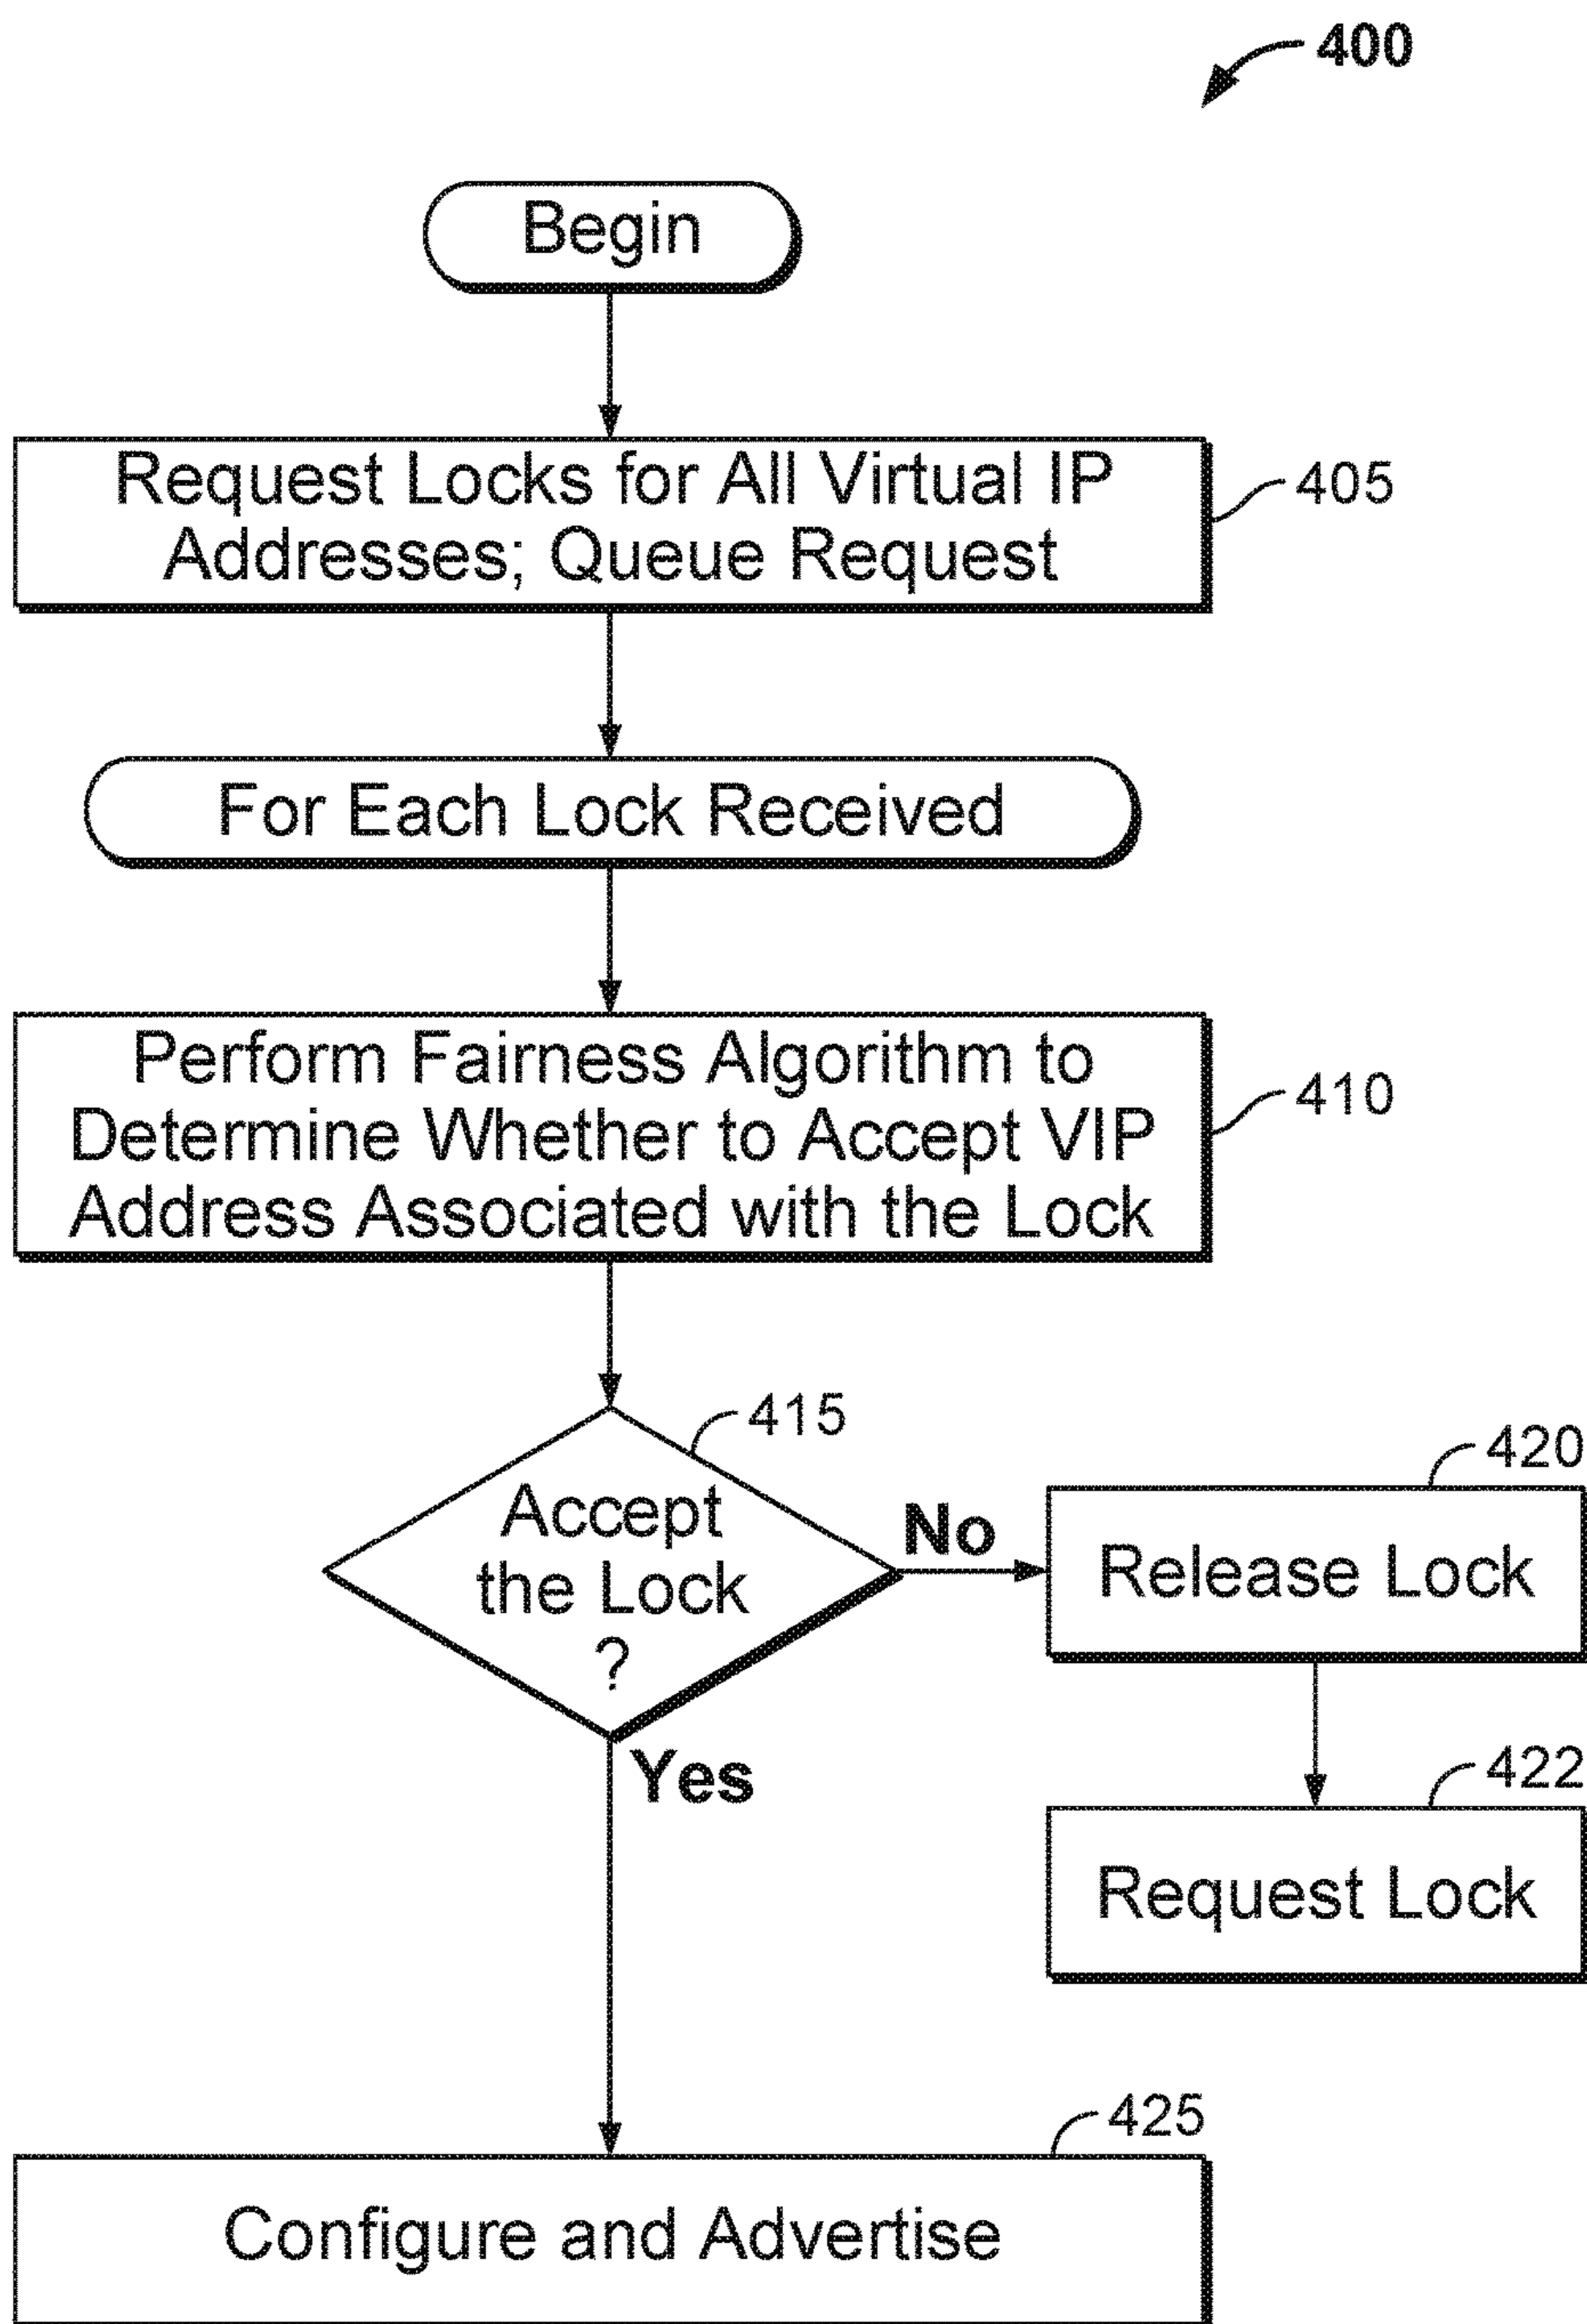 400
Begin
Request Locks for All Virtual IP
Addresses; Queue Request
405
For Each Lock Received
Perform Fairness Algorithm to
Determine Whether to Accept VIP
Address Associated with the Lock
410
415
Accept
the Lock
?
No
420
Release Lock
Yes
422
Request Lock
425
Configure and Advertise